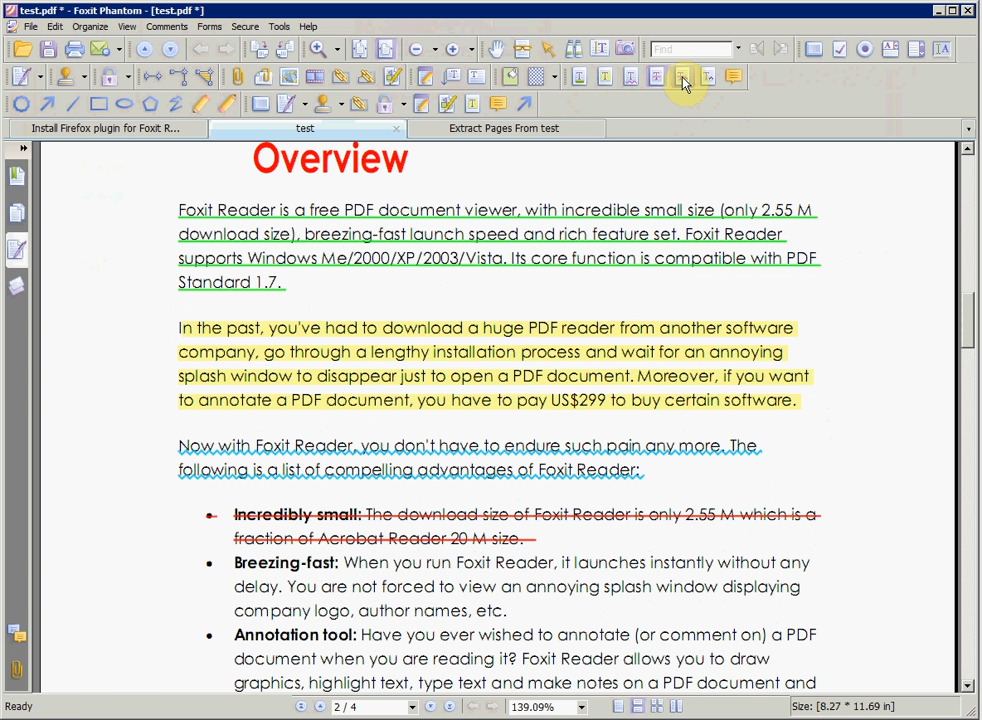 test.pdf * - Foxit Phantom - [test.pdf *]
File Edit Organize View Comments Forms Secure Tools Help
Find
Install Firefox plugin for Foxit R... test Extract Pages From test
Overview
Foxit Reader is a free PDF document viewer, with incredible small size (only 2.55 M
download size), breezing-fast launch speed and rich feature set. Foxit Reader
supports Windows Me/2000/XP/2003/Vista. Its core function is compatible with PDF
Standard 1.7.
In the past, you've had to download a huge PDF reader from another software
company, go through a lengthy installation process and wait for an annoying
splash window to disappear just to open a PDF document. Moreover, if you want
to annotate a PDF document, you have to pay US$299 to buy certain software.
Now with Foxit Reader, you don't have to endure such pain any more. The
following is a list of compelling advantages of Foxit Reader:
• Incredibly small: The download size of Foxit Reader is only 2.55 M which is a
fraction of Acrobat Reader 20 M size.
• Breezing-fast: When you run Foxit Reader, it launches instantly without any
delay. You are not forced to view an annoying splash window displaying
company logo, author names, etc.
• Annotation tool: Have you ever wished to annotate (or comment on) a PDF
document when you are reading it? Foxit Reader allows you to draw
graphics, highlight text, type text and make notes on a PDF document and
Ready 2 / 4 139.09% Size: [8.27 * 11.69 in]